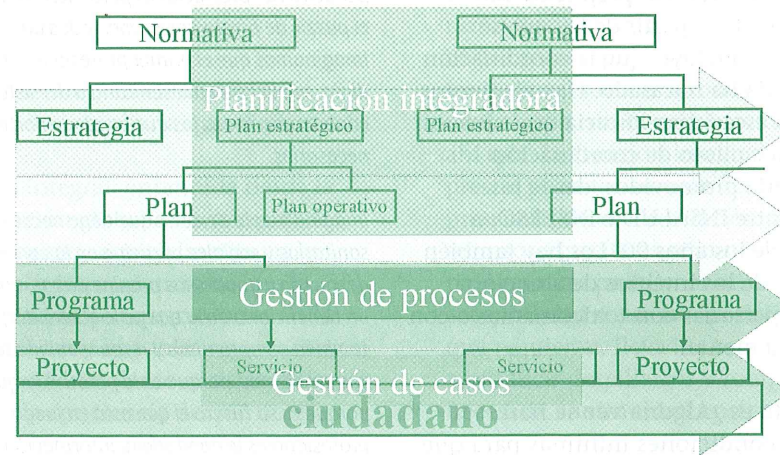 Normativa
Normativa
Planificación integradora
Estrategia
Plan estratégico
Plan estratégico
Estrategia
Plan
Plan operativo
Plan
Programa
Gestión de procesos
Programa
Proyecto
Servicio
Servicio
Proyecto
Gestión de casos
ciudadano